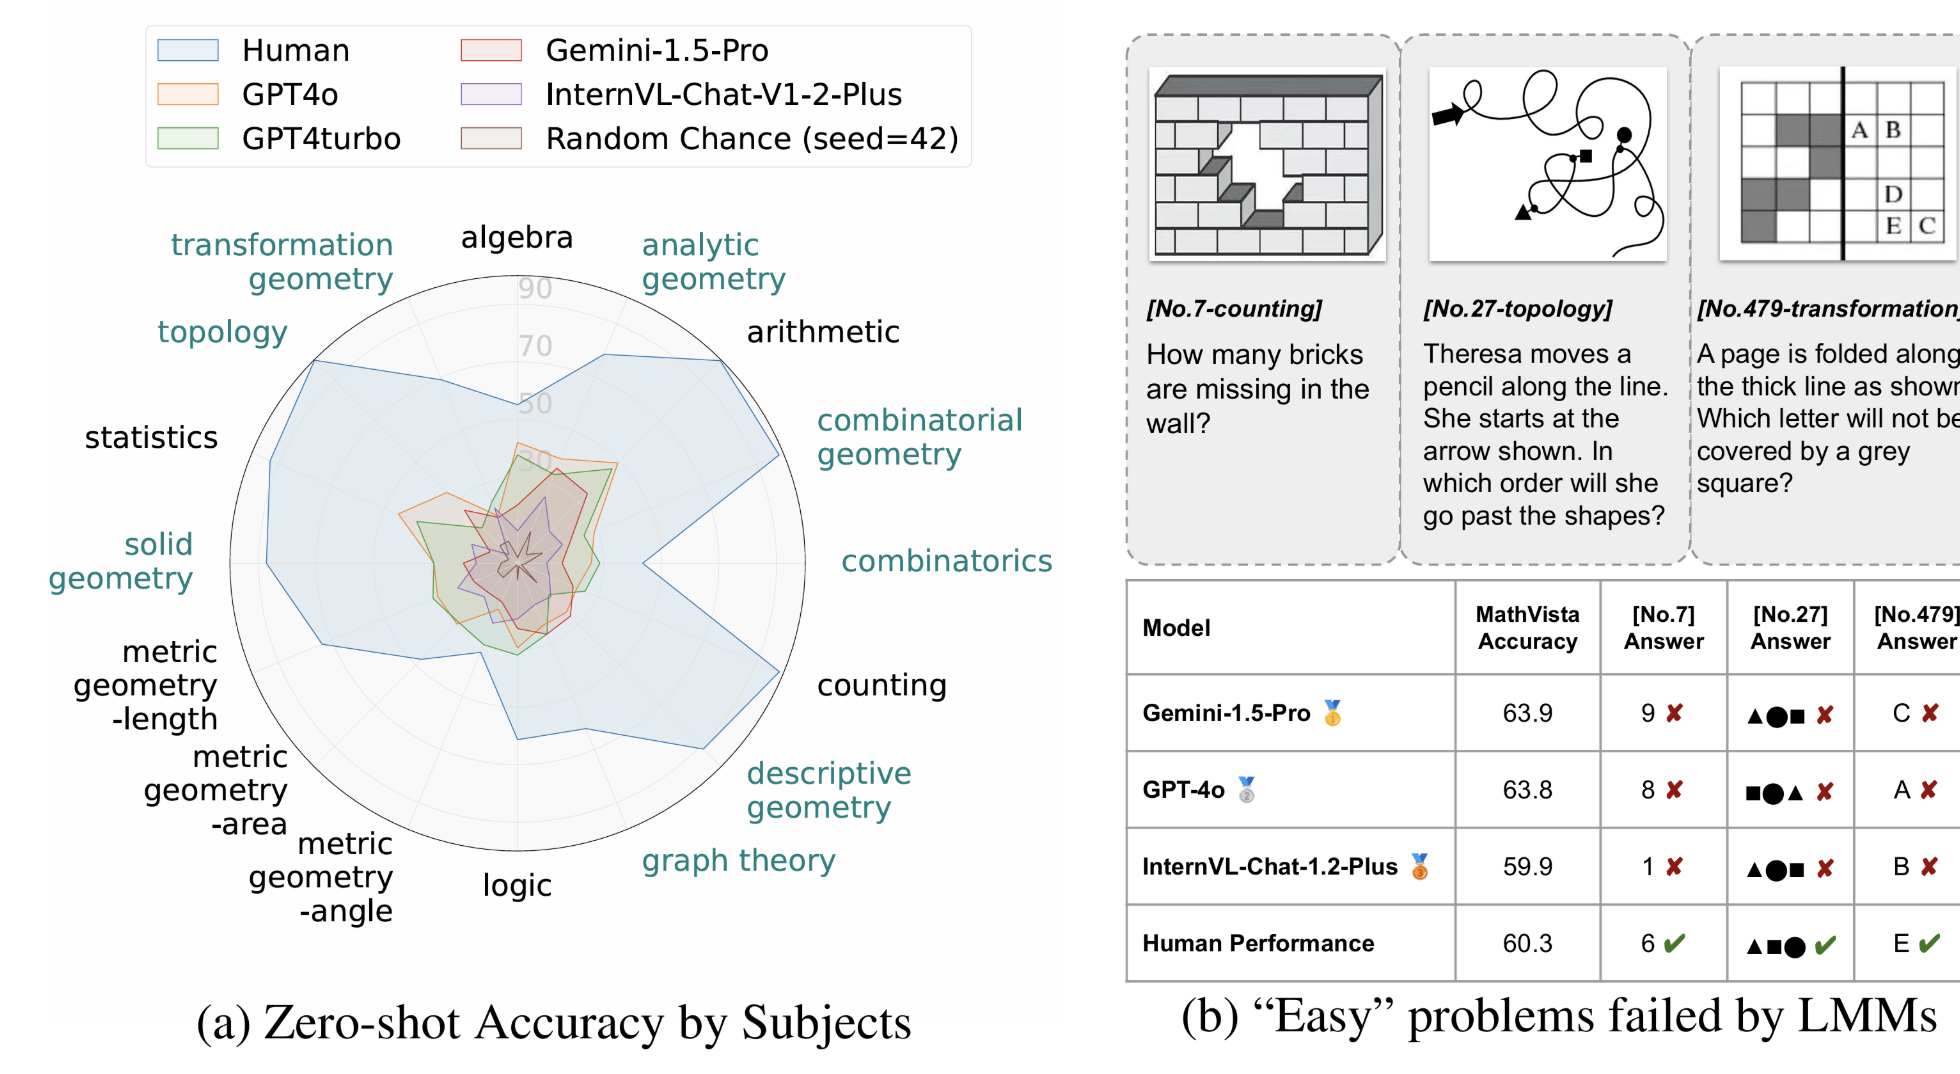 Human
GPT4o
GPT4turbo
Gemini-1.5-Pro
InternVL-Chat-V1-2-Plus
Random Chance (seed=42)
algebra
analytic
geometry
arithmetic
combinatorial
geometry
combinatorics
counting
descriptive
geometry
graph theory
logic
metric
geometry
-angle
metric
geometry
-area
metric
geometry
-length
solid
geometry
statistics
topology
transformation
geometry
90
70
50
30
(a) Zero-shot Accuracy by Subjects
[No.7-counting]
How many bricks
are missing in the
wall?
[No.27-topology]
Theresa moves a
pencil along the line.
She starts at the
arrow shown. In
which order will she
go past the shapes?
A B
D
E C
[No.479-transformation]
A page is folded along
the thick line as shown
Which letter will not be
covered by a grey
square?
Model MathVista Accuracy [No.7] Answer [No.27] Answer [No.479] Answer
Gemini-1.5-Pro 🥇 63.9 9 ✘ ▲●■ ✘ C ✘
GPT-4o 🥈 63.8 8 ✘ ■●▲ ✘ A ✘
InternVL-Chat-1.2-Plus 🥉 59.9 1 ✘ ▲●■ ✘ B ✘
Human Performance 60.3 6 ✔ ▲■● ✔ E ✔
(b) “Easy” problems failed by LMMs